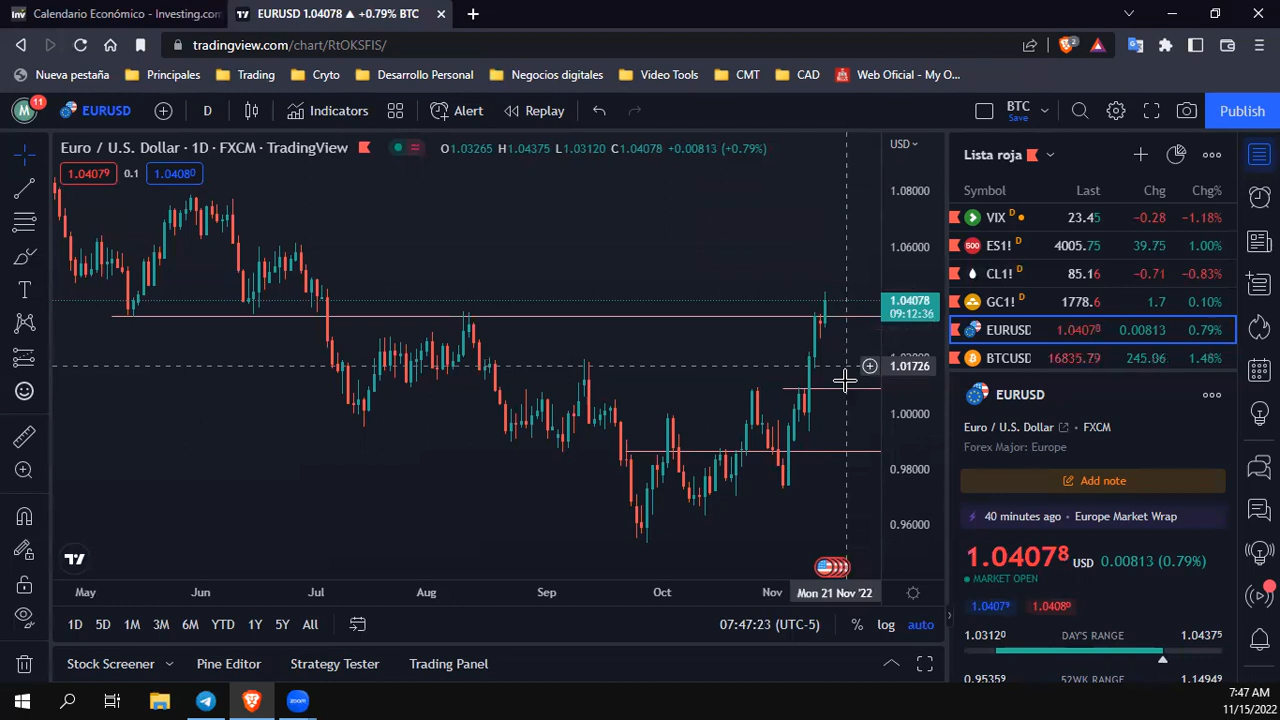 Calendario Económico - Investing.com
EURUSD 1.04078 ▲ +0.79% BTC
tradingview.com/chart/RtOKSFIS/
2
Nueva pestaña
Principales
Trading
Cryto
Desarrollo Personal
Negocios digitales
Video Tools
CMT
CAD
Web Oficial - My O...
M
11
EURUSD
D
Indicators
Alert
Replay
BTC
Save
Publish
Euro / U.S. Dollar · 1D · FXCM · TradingView
O1.03265 H1.04375 L1.03120 C1.04078 +0.00813 (+0.79%)
1.04079
0.1
1.04080
USD
1.08000
1.06000
1.04078
09:12:36
1.01726
1.00000
0.98000
0.96000
May
Jun
Jul
Aug
Sep
Oct
Nov
Mon 21 Nov '22
1D
5D
1M
3M
6M
YTD
1Y
5Y
All
07:47:23 (UTC-5)
%
log
auto
Stock Screener
Pine Editor
Strategy Tester
Trading Panel
Lista roja
Symbol Last Chg Chg%
VIX D 23.45 −0.28 −1.18%
500 ES1! D 4005.75 39.75 1.00%
CL1! D 85.16 −0.71 −0.83%
GC1! D 1778.6 1.7 0.10%
EURUSD 1.04078 0.00813 0.79%
BTCUSD 16835.79 245.06 1.48%
EURUSD
Euro / U.S. Dollar · FXCM
Forex Major: Europe
Add note
40 minutes ago · Europe Market Wrap
1.04078 USD 0.00813 (0.79%)
MARKET OPEN
1.04079 1.04080
1.03120 DAY'S RANGE 1.04375
0.95359 52WK RANGE 1.14949
zoom
7:47 AM
11/15/2022